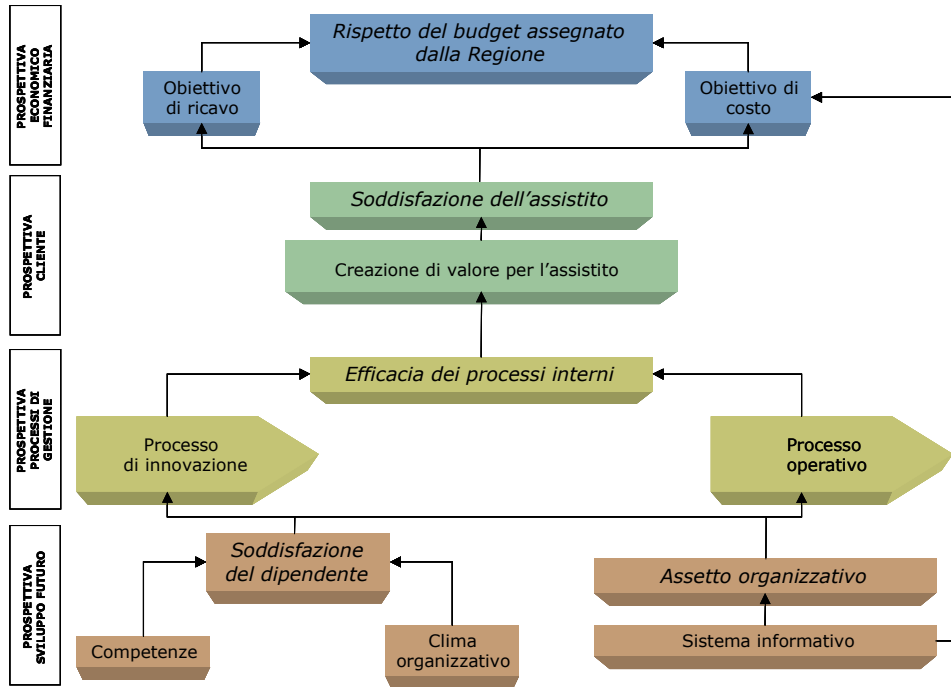 PROSPETTIVA
ECONOMICO
FINANZIARIA
Rispetto del budget assegnato
dalla Regione
Obiettivo
di ricavo
Obiettivo di
costo
PROSPETTIVA
CLIENTE
Soddisfazione dell’assistito
Creazione di valore per l’assistito
PROSPETTIVA
PROCESSI DI
GESTIONE
Efficacia dei processi interni
Processo
di innovazione
Processo
operativo
PROSPETTIVA
SVILUPPO FUTURO
Soddisfazione
del dipendente
Assetto organizzativo
Competenze
Clima
organizzativo
Sistema informativo